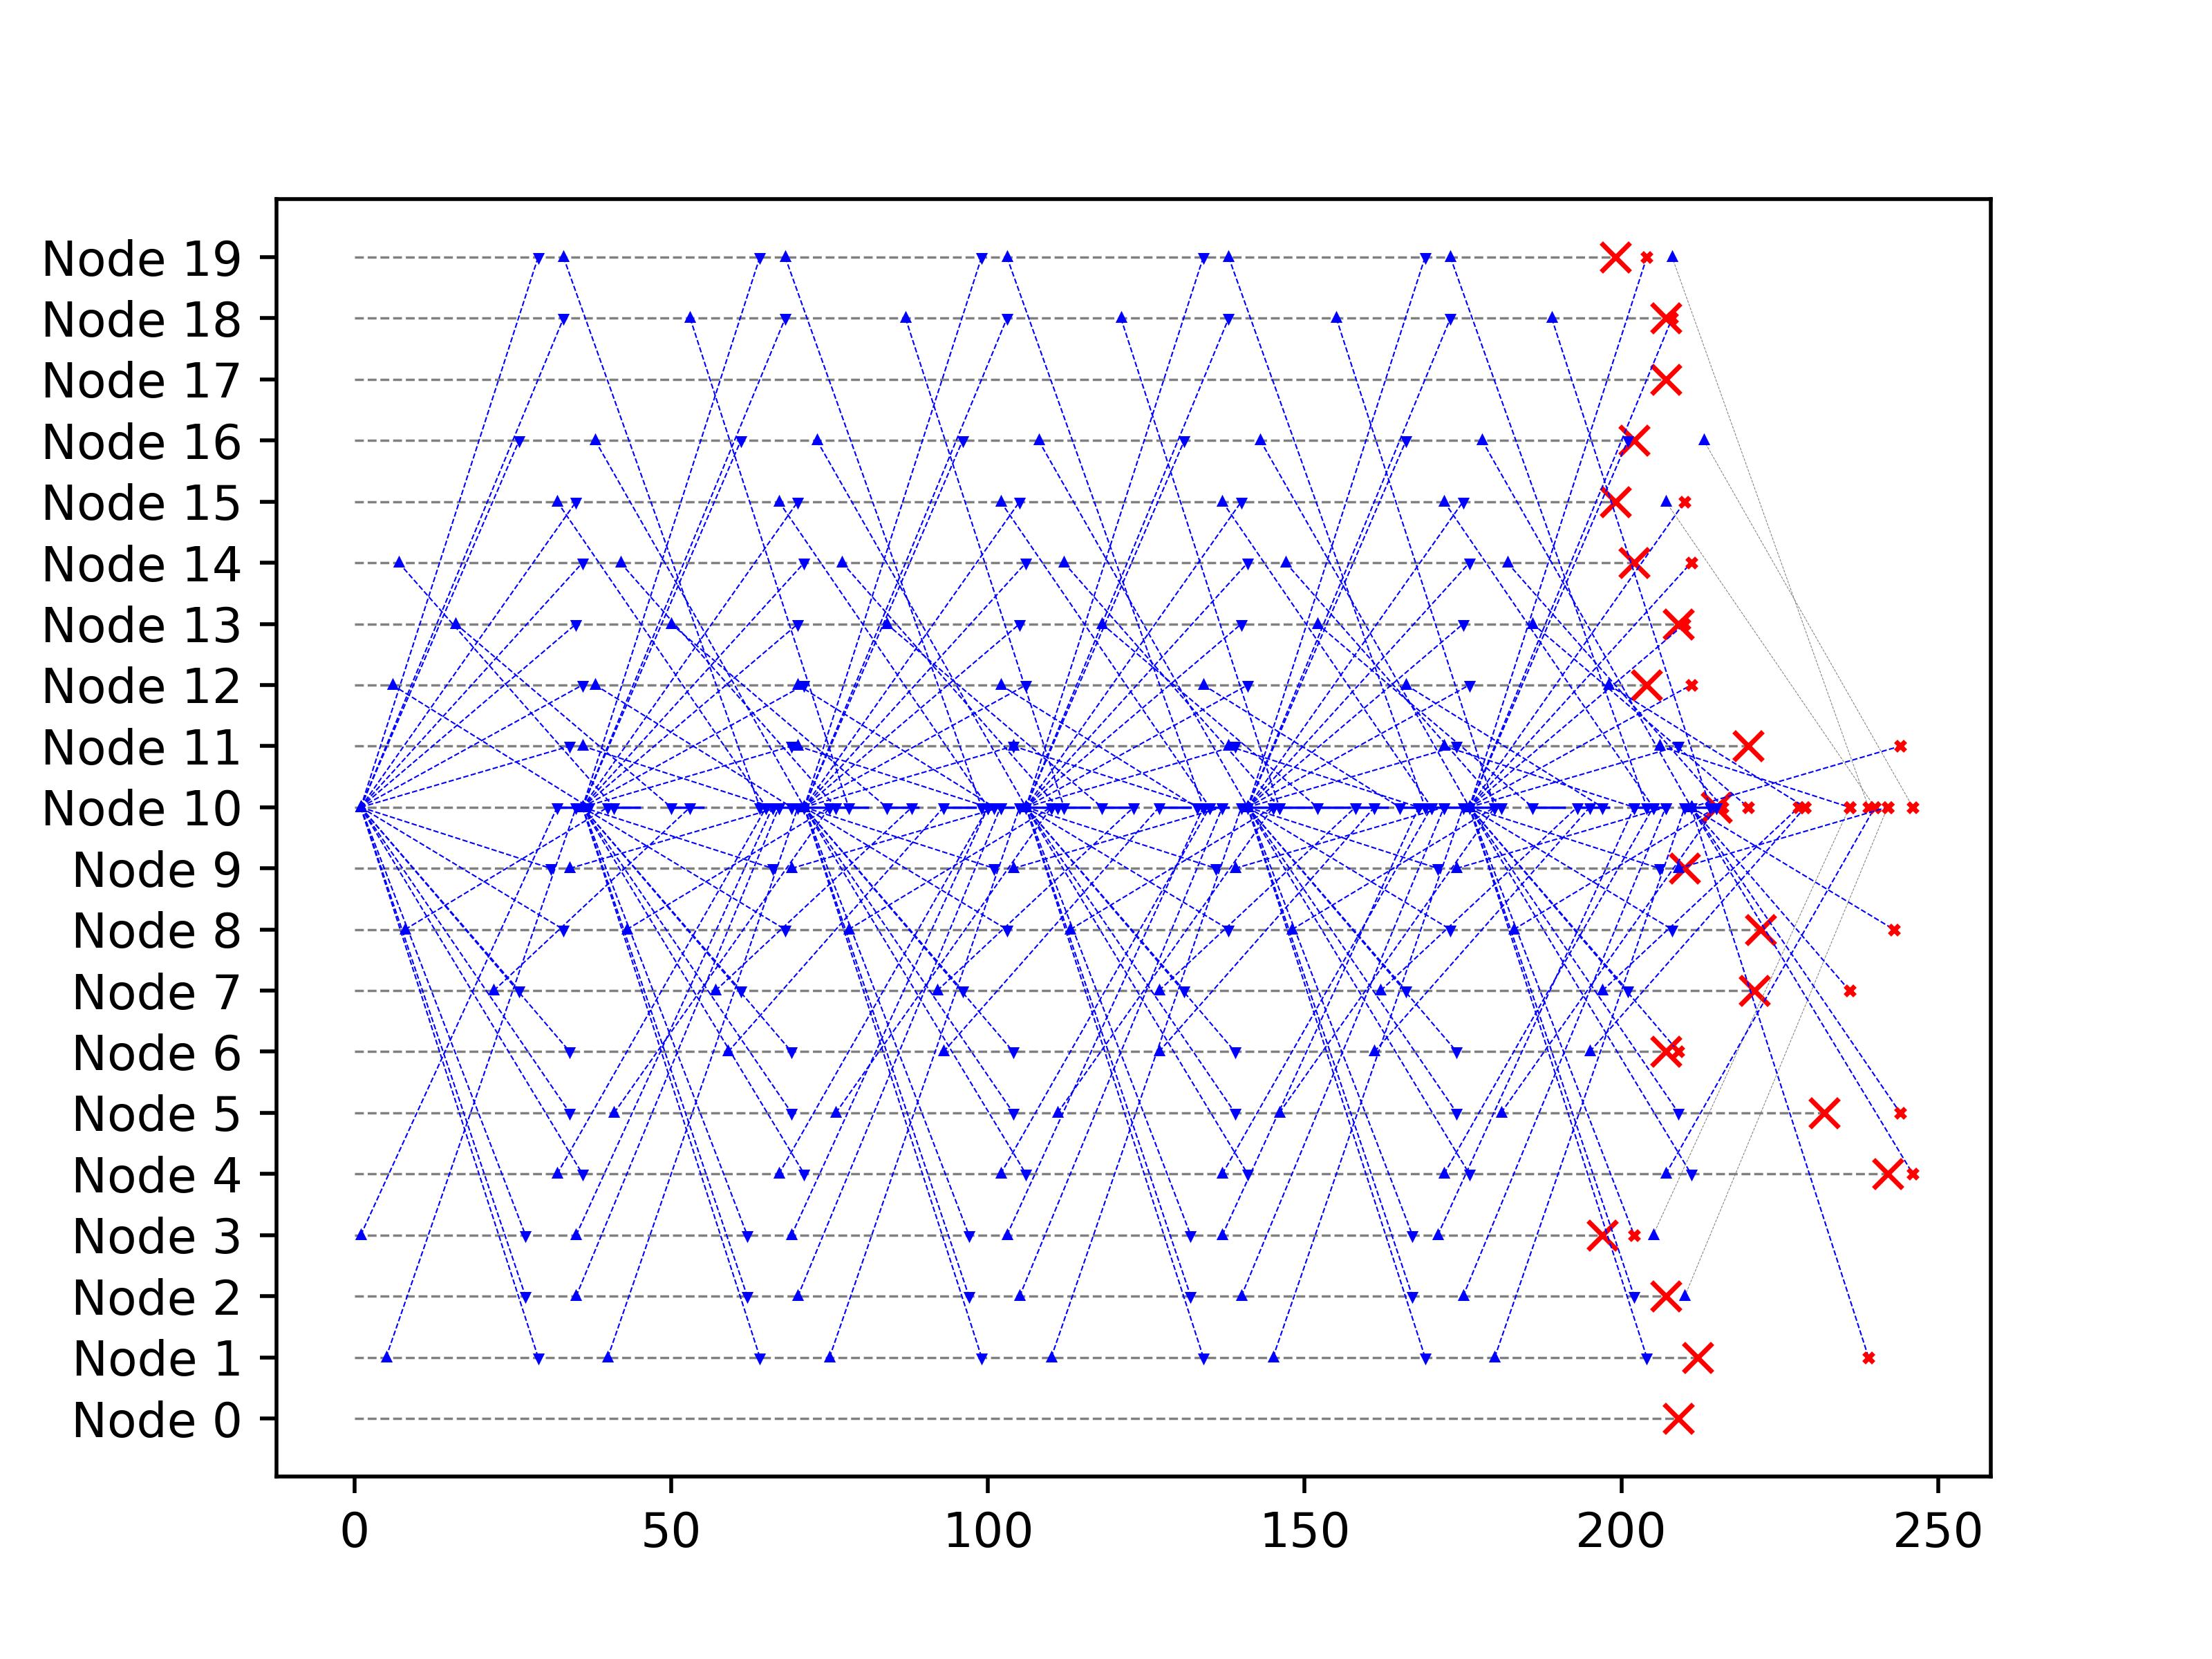 Node 19
Node 18
Node 17
Node 16
Node 15
Node 14
Node 13
Node 12
Node 11
Node 10
Node 9
Node 8
Node 7
Node 6
Node 5
Node 4
Node 3
Node 2
Node 1
Node 0
0 50 100 150 200 250